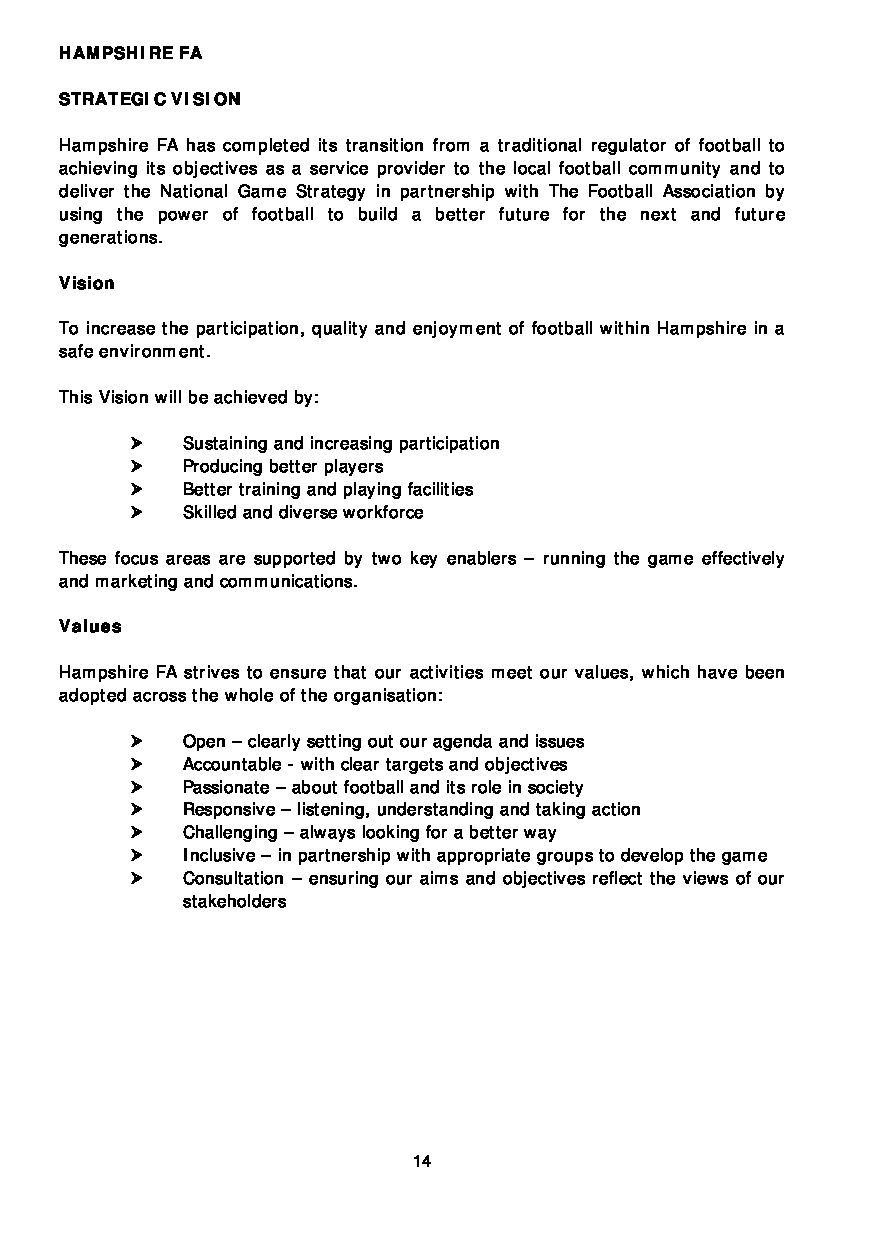 HAMPSHIRE FA
STRATEGIC VISION
Hampshire FA has completed its transition from a traditional regulator of football to
achieving its objectives as a service provider to the local football community and to
deliver the National Game Strategy in partnership with The Football Association by
using the power of football to build a better future for the next and future
generations.
Vision
To increase the participation, quality and enjoyment of football within Hampshire in a
safe environment.
This Vision will be achieved by:
➤ Sustaining and increasing participation
➤ Producing better players
➤ Better training and playing facilities
➤ Skilled and diverse workforce
These focus areas are supported by two key enablers – running the game effectively
and marketing and communications.
Values
Hampshire FA strives to ensure that our activities meet our values, which have been
adopted across the whole of the organisation:
➤ Open – clearly setting out our agenda and issues
➤ Accountable - with clear targets and objectives
➤ Passionate – about football and its role in society
➤ Responsive – listening, understanding and taking action
➤ Challenging – always looking for a better way
➤ Inclusive – in partnership with appropriate groups to develop the game
➤ Consultation – ensuring our aims and objectives reflect the views of our
stakeholders
14